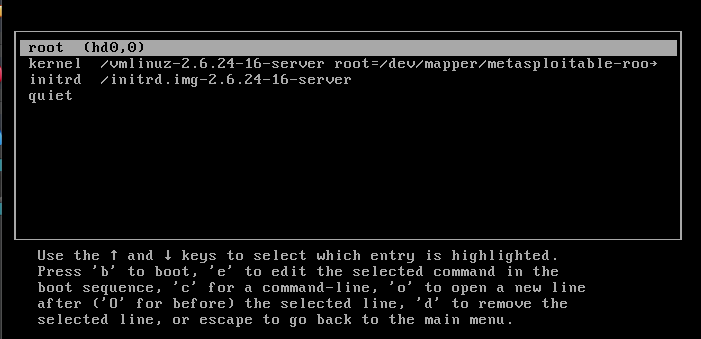 root (hd0,0)
kernel /vmlinuz-2.6.24-16-server root=/dev/mapper/metasploitable-roo→
initrd /initrd.img-2.6.24-16-server
quiet
Use the ↑ and ↓ keys to select which entry is highlighted.
Press 'b' to boot, 'e' to edit the selected command in the
boot sequence, 'c' for a command-line, 'o' to open a new line
after ('O' for before) the selected line, 'd' to remove the
selected line, or escape to go back to the main menu.